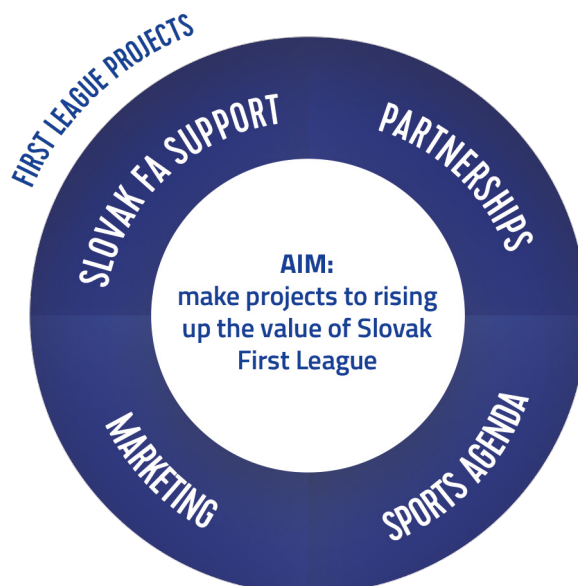 FIRST LEAGUE PROJECTS
SLOVAK FA SUPPORT
PARTNERSHIPS
AIM:
make projects to rising
up the value of Slovak
First League
MARKETING
SPORTS AGENDA